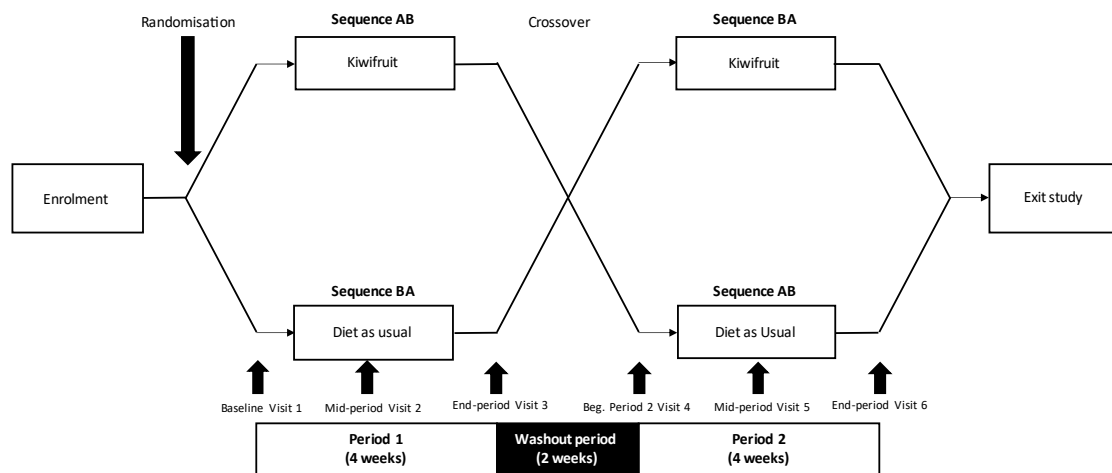 Randomisation
Sequence AB
Crossover
Sequence BA
Kiwifruit
Kiwifruit
Enrolment
Exit study
Sequence BA
Sequence AB
Diet as usual
Diet as Usual
Baseline Visit 1
Mid-period Visit 2
End-period Visit 3
Beg. Period 2 Visit 4
Mid-period Visit 5
End-period Visit 6
Period 1
(4 weeks)
Washout period
(2 weeks)
Period 2
(4 weeks)